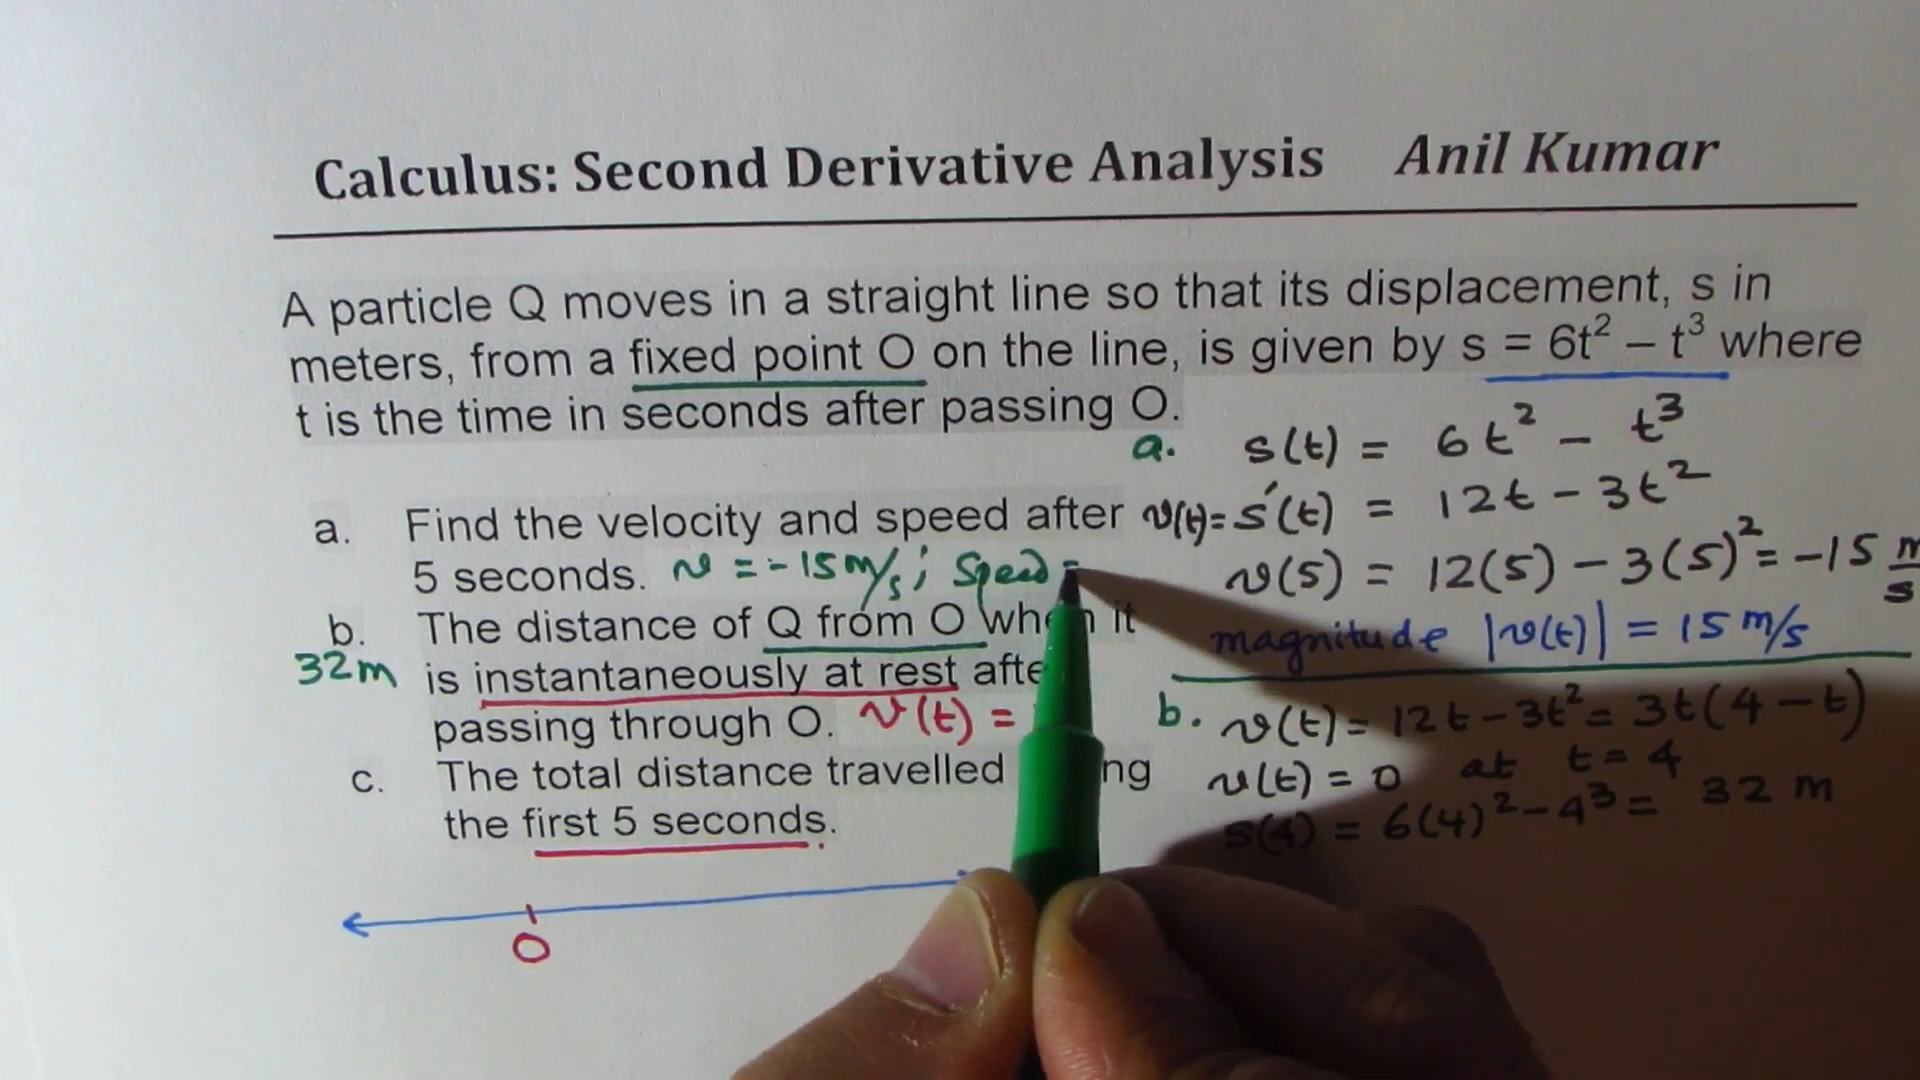 Calculus: Second Derivative Analysis Anil Kumar
A particle Q moves in a straight line so that its displacement, s in
meters, from a fixed point O on the line, is given by s = 6t² – t³ where
t is the time in seconds after passing O.
a. s(t) = 6t² – t³
a. Find the velocity and speed after
v(t) = s'(t) = 12t – 3t²
5 seconds. v = -15 m/s; Speed =
v(5) = 12(5) – 3(5)² = -15 m/s
b. The distance of Q from O when it
magnitude |v(t)| = 15 m/s
32m is instantaneously at rest
passing through O. v(t) =
b. v(t) = 12t – 3t² = 3t(4 – t)
v(t) = 0 at t = 4
c. The total distance travelled
the first 5 seconds.
s(4) = 6(4)² – 4³ = 32 m
O